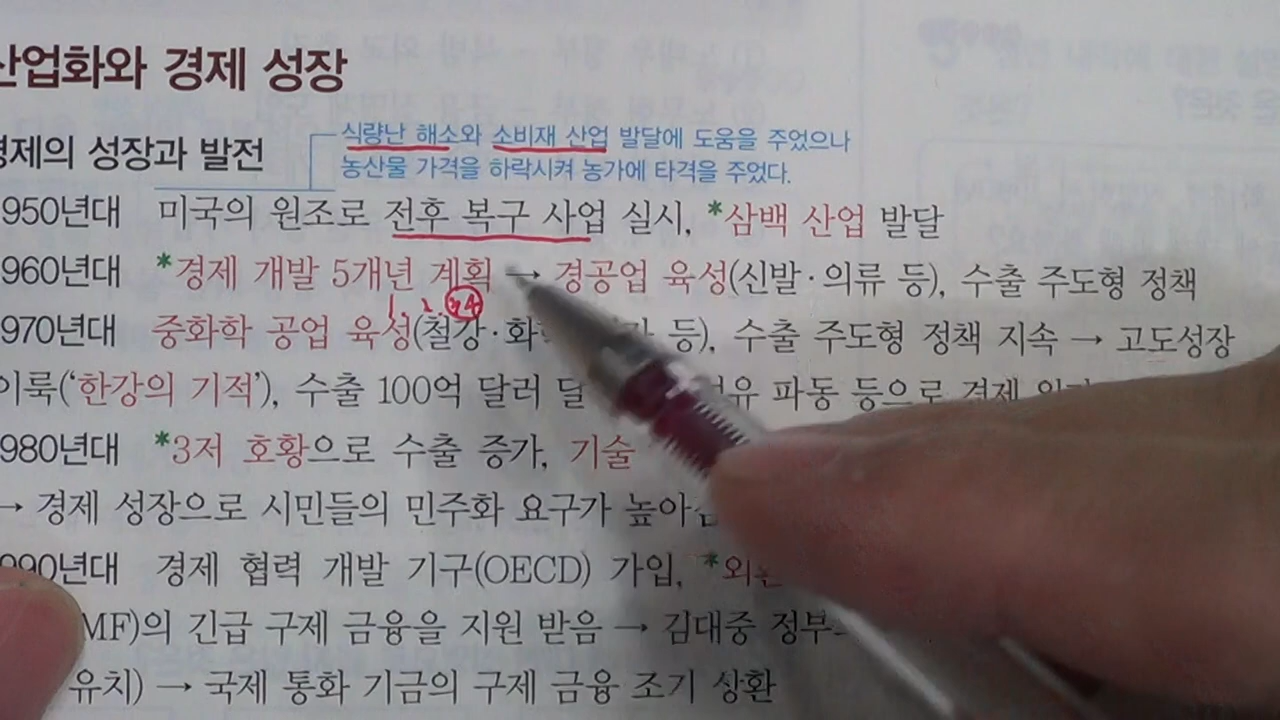 산업화와 경제 성장
경제의 성장과 발전
식량난 해소와 소비재 산업 발달에 도움을 주었으나
농산물 가격을 하락시켜 농가에 타격을 주었다.
950년대 미국의 원조로 전후 복구 사업 실시, *삼백 산업 발달
960년대 *경제 개발 5개년 계획 → 경공업 육성(신발·의류 등), 수출 주도형 정책
1, 2, 3, 4
970년대 중화학 공업 육성(철강·화 등), 수출 주도형 정책 지속 → 고도성장
이룩('한강의 기적'), 수출 100억 달러 달 유 파동 등으로 경제
980년대 *3저 호황으로 수출 증가, 기술
→ 경제 성장으로 시민들의 민주화 요구가 높아
990년대 경제 협력 개발 기구(OECD) 가입, *외환
MF)의 긴급 구제 금융을 지원 받음 → 김대중 정부
유치) → 국제 통화 기금의 구제 금융 조기 상환